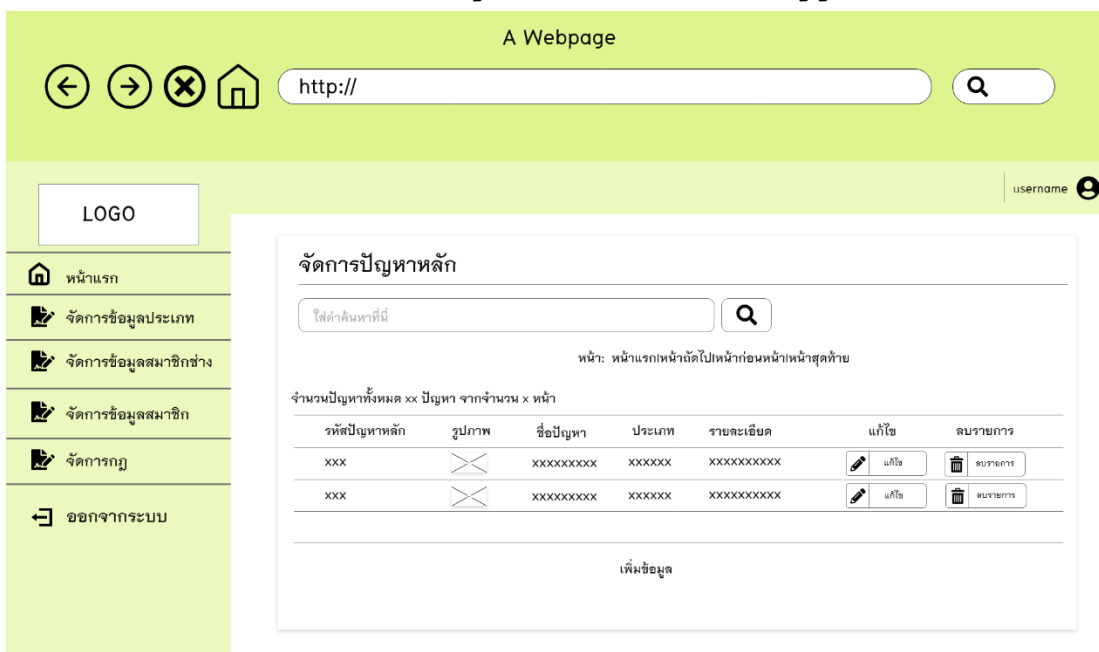 A Webpage
http://
username
LOGO
หน้าแรก
จัดการข้อมูลประเภท
จัดการข้อมูลสมาชิกช่าง
จัดการข้อมูลสมาชิก
จัดการกฎ
ออกจากระบบ
จัดการปัญหาหลัก
ใส่คำค้นหาที่นี่
หน้า: หน้าแรก|หน้าถัดไป|หน้าก่อนหน้า|หน้าสุดท้าย
จำนวนปัญหาทั้งหมด xx ปัญหา จากจำนวน x หน้า
รหัสปัญหาหลัก รูปภาพ ชื่อปัญหา ประเภท รายละเอียด แก้ไข ลบรายการ
xxx xxxxxxxxx xxxxxx xxxxxxxxxx แก้ไข ลบรายการ
xxx xxxxxxxxx xxxxxx xxxxxxxxxx แก้ไข ลบรายการ
เพิ่มข้อมูล